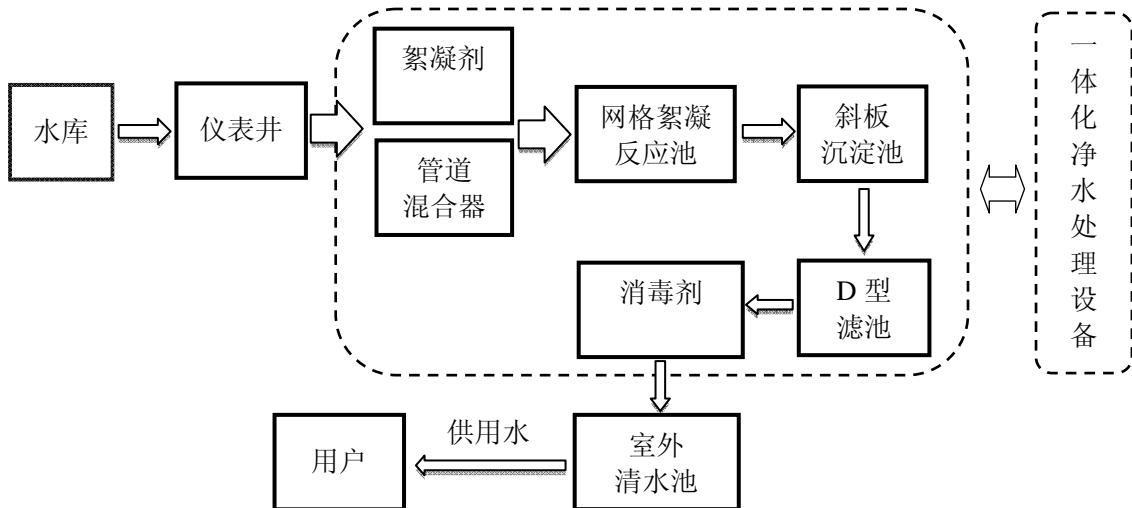 水库
仪表井
絮凝剂
管道
混合器
网格絮凝
反应池
斜板
沉淀池
D 型
滤池
消毒剂
室外
清水池
供用水
用户
一
体
化
净
水
处
理
设
备